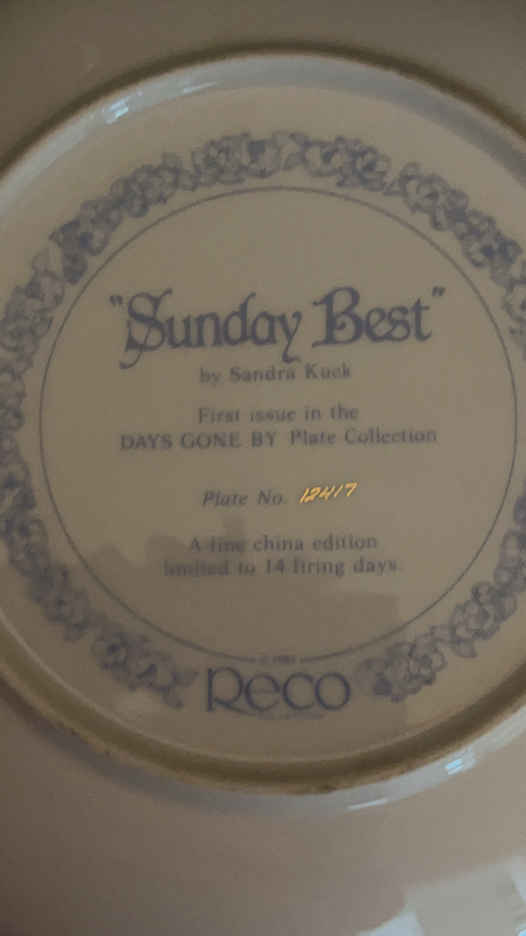 "Sunday Best"
by Sandra Kuck
First issue in the
DAYS GONE BY Plate Collection
Plate No. 12417
A fine china edition
limited to 14 firing days.
Reco